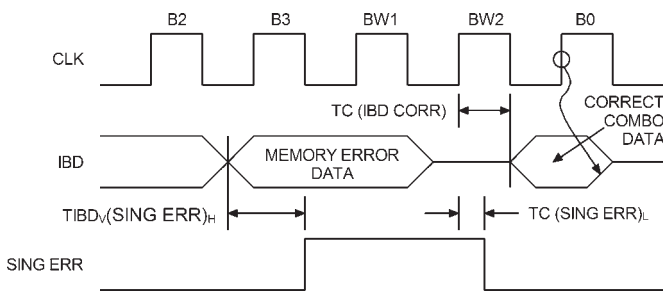 B2 B3 BW1 BW2 B0
CLK
TC (IBD CORR)
CORRECT
COMBO
DATA
IBD
MEMORY ERROR
DATA
TIBDV(SING ERR)H
TC (SING ERR)L
SING ERR